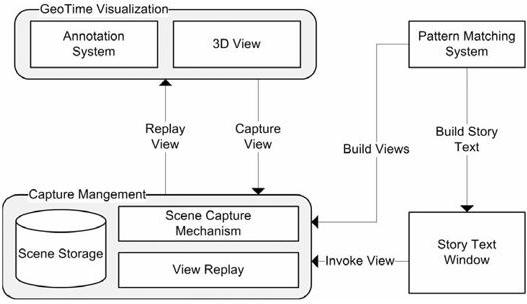 GeoTime Visualization
Annotation
System
3D View
Pattern Matching
System
Replay
View
Capture
View
Build Views
Build Story
Text
Capture Mangement
Scene Storage
Scene Capture
Mechanism
View Replay
Invoke View
Story Text
Window